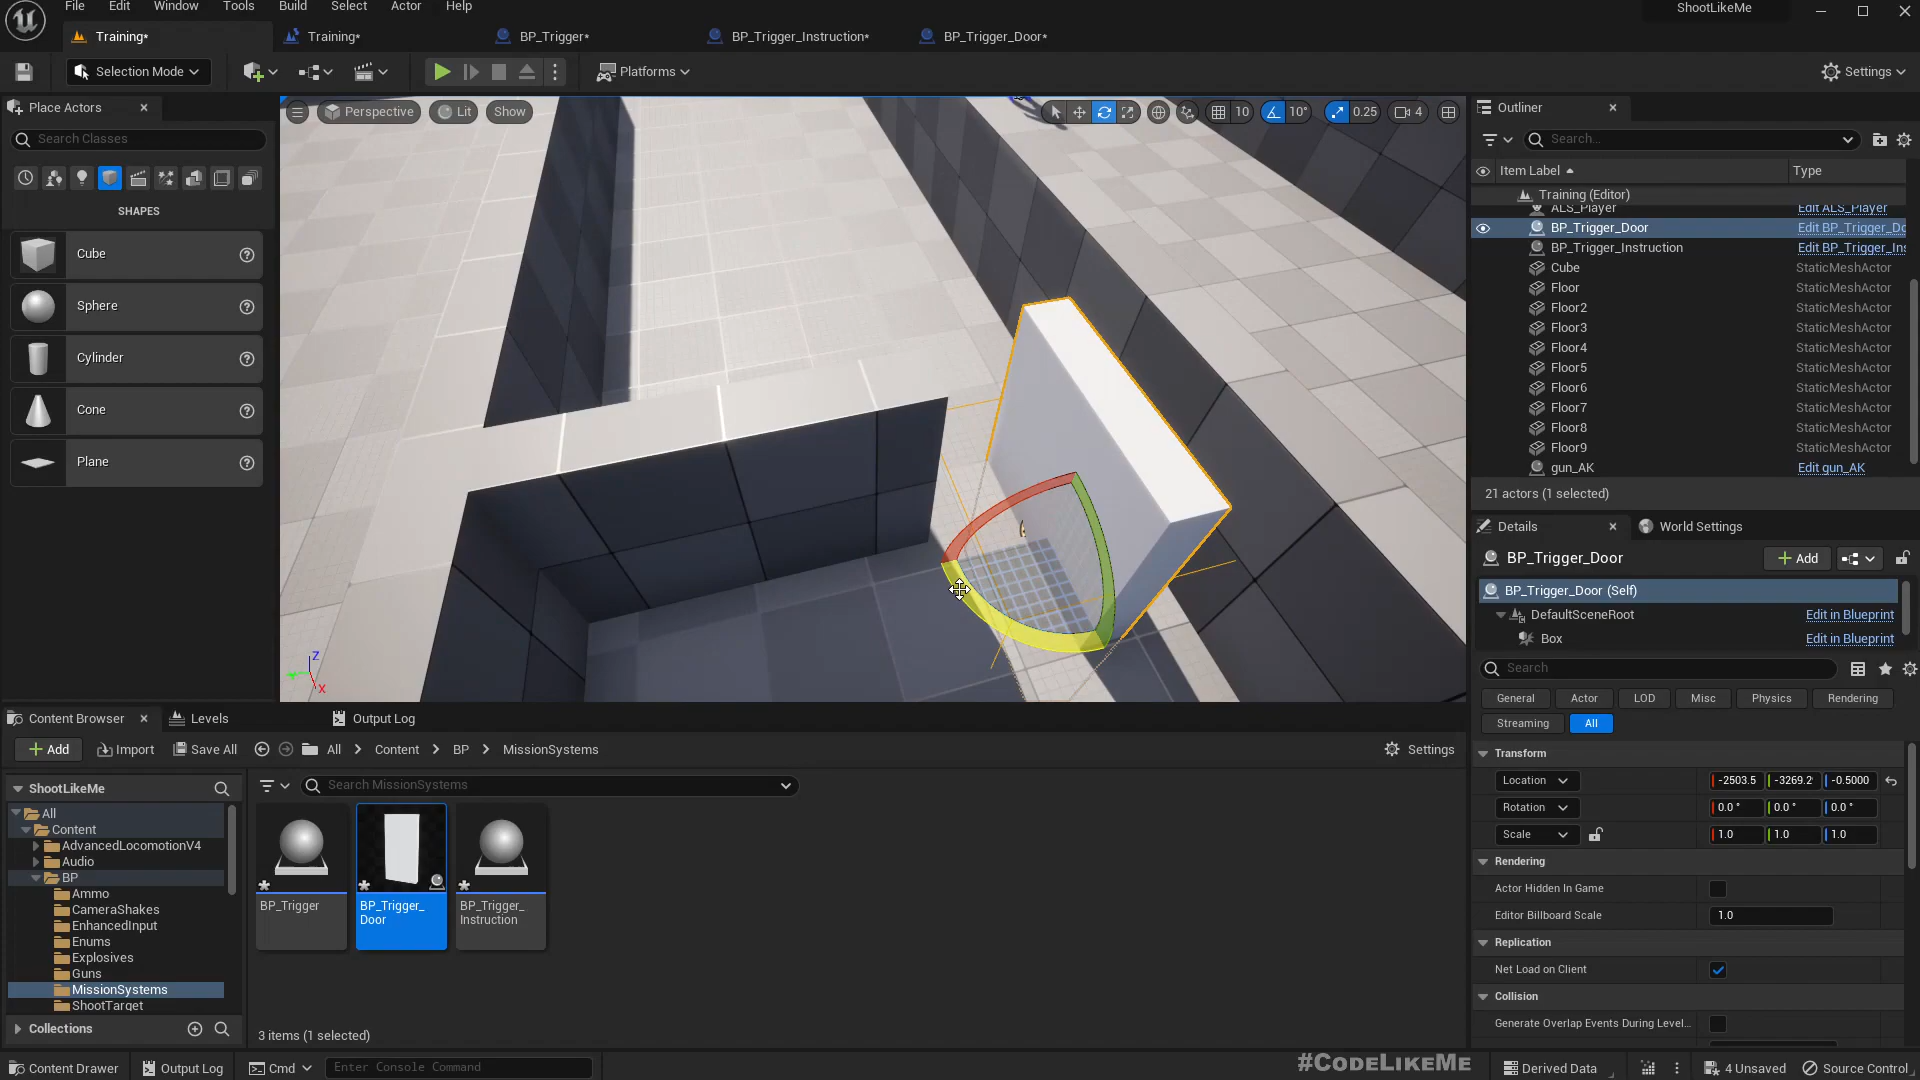 File Edit Window Tools Build Select Actor Help
ShootLikeMe
Training*
Training*
BP_Trigger*
BP_Trigger_Instruction*
BP_Trigger_Door*
Selection Mode
Platforms
Settings
Place Actors
Search Classes
SHAPES
Cube
Sphere
Cylinder
Cone
Plane
Perspective
Lit
Show
10
10°
0.25
4
Z
X
Outliner
Search...
Item Label
Type
Training (Editor)
ALS_Player Edit ALS_Player
BP_Trigger_Door Edit BP_Trigger_Do
BP_Trigger_Instruction Edit BP_Trigger_Ins
Cube StaticMeshActor
Floor StaticMeshActor
Floor2 StaticMeshActor
Floor3 StaticMeshActor
Floor4 StaticMeshActor
Floor5 StaticMeshActor
Floor6 StaticMeshActor
Floor7 StaticMeshActor
Floor8 StaticMeshActor
Floor9 StaticMeshActor
gun_AK Edit gun_AK
21 actors (1 selected)
Details
World Settings
BP_Trigger_Door
Add
BP_Trigger_Door (Self)
DefaultSceneRoot Edit in Blueprint
Box Edit in Blueprint
Search
General Actor LOD Misc Physics Rendering
Streaming All
Transform
Location -2503.5 -3269.2 -0.5000
Rotation 0.0 ° 0.0 ° 0.0 °
Scale 1.0 1.0 1.0
Rendering
Actor Hidden In Game
Editor Billboard Scale 1.0
Replication
Net Load on Client
Collision
Generate Overlap Events During Level...
Content Browser
Levels
Output Log
Add
Import
Save All
All > Content > BP > MissionSystems
Settings
ShootLikeMe
Search MissionSystems
All
Content
AdvancedLocomotionV4
Audio
BP
Ammo
CameraShakes
EnhancedInput
Enums
Explosives
Guns
MissionSystems
ShootTarget
BP_Trigger
BP_Trigger_
Door
BP_Trigger_
Instruction
Collections
3 items (1 selected)
Content Drawer
Output Log
Cmd
Enter Console Command
#CODELIKEME
Derived Data
4 Unsaved
Source Control